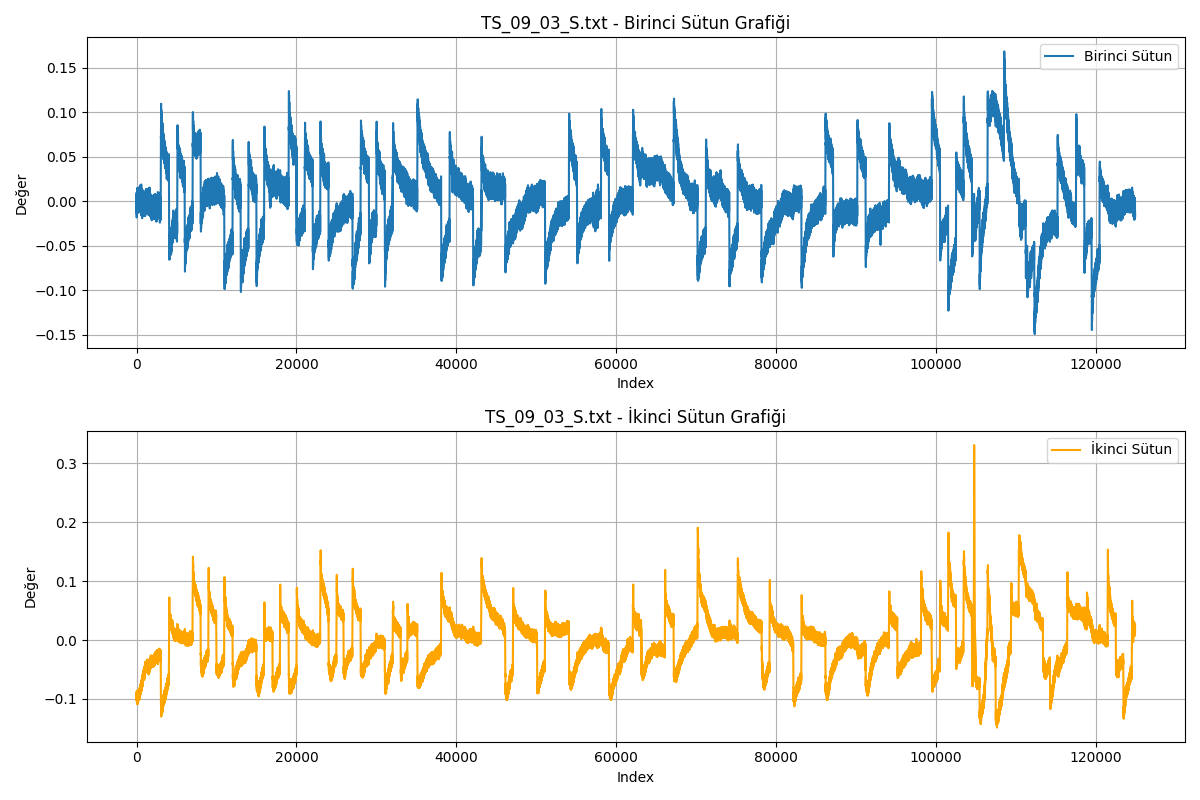 TS_09_03_S.txt - Birinci Sütun Grafiği
Birinci Sütun
Değer
0.15
0.10
0.05
0.00
−0.05
−0.10
−0.15
0 20000 40000 60000 80000 100000 120000
Index
TS_09_03_S.txt - İkinci Sütun Grafiği
İkinci Sütun
Değer
0.3
0.2
0.1
0.0
−0.1
0 20000 40000 60000 80000 100000 120000
Index